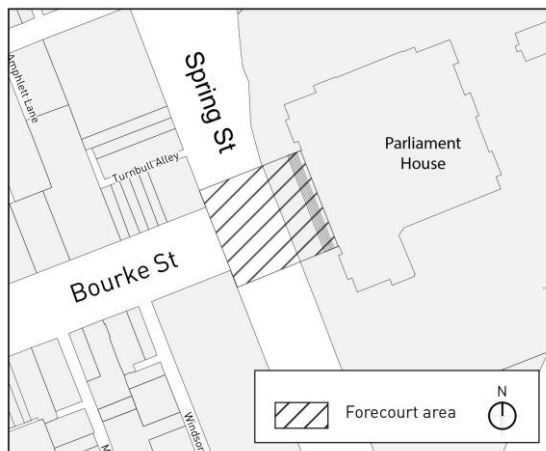 Amphlett Lane
Spring St
Turnbull Alley
Parliament
House
Bourke St
Windsor
N
Forecourt area